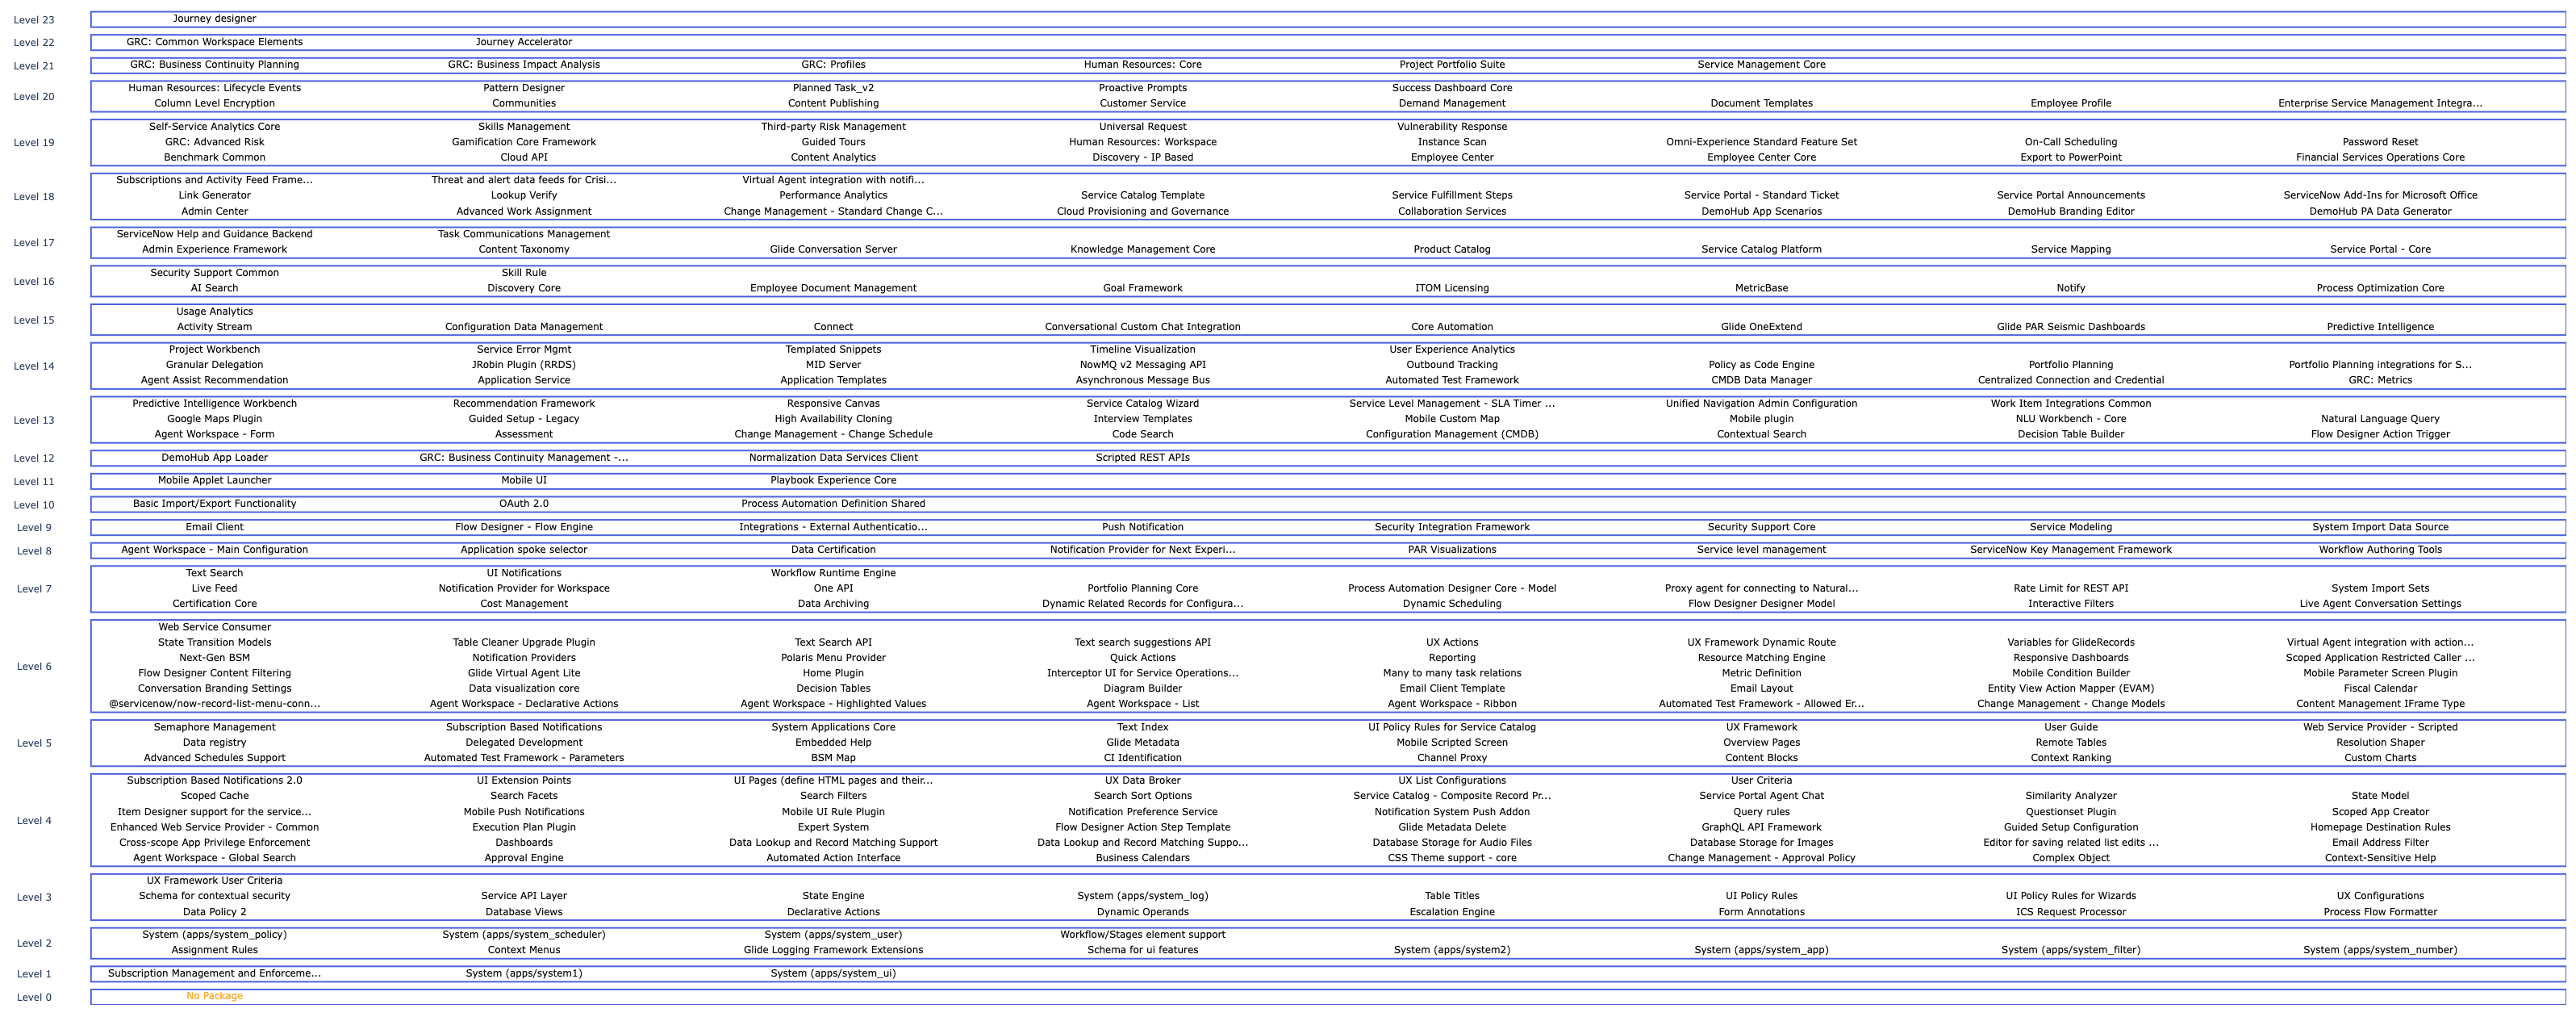 Level 23 Journey designer
Level 22 GRC: Common Workspace Elements Journey Accelerator
Level 21 GRC: Business Continuity Planning GRC: Business Impact Analysis GRC: Profiles Human Resources: Core Project Portfolio Suite Service Management Core
Level 20
Human Resources: Lifecycle Events Pattern Designer Planned Task_v2 Proactive Prompts Success Dashboard Core
Column Level Encryption Communities Content Publishing Customer Service Demand Management Document Templates Employee Profile Enterprise Service Management Integra...
Level 19
Self-Service Analytics Core Skills Management Third-party Risk Management Universal Request Vulnerability Response
GRC: Advanced Risk Gamification Core Framework Guided Tours Human Resources: Workspace Instance Scan Omni-Experience Standard Feature Set On-Call Scheduling Password Reset
Benchmark Common Cloud API Content Analytics Discovery - IP Based Employee Center Employee Center Core Export to PowerPoint Financial Services Operations Core
Level 18
Subscriptions and Activity Feed Frame... Threat and alert data feeds for Crisi... Virtual Agent integration with notifi...
Link Generator Lookup Verify Performance Analytics Service Catalog Template Service Fulfillment Steps Service Portal - Standard Ticket Service Portal Announcements ServiceNow Add-Ins for Microsoft Office
Admin Center Advanced Work Assignment Change Management - Standard Change C... Cloud Provisioning and Governance Collaboration Services DemoHub App Scenarios DemoHub Branding Editor DemoHub PA Data Generator
Level 17
ServiceNow Help and Guidance Backend Task Communications Management
Admin Experience Framework Content Taxonomy Glide Conversation Server Knowledge Management Core Product Catalog Service Catalog Platform Service Mapping Service Portal - Core
Level 16
Security Support Common Skill Rule
AI Search Discovery Core Employee Document Management Goal Framework ITOM Licensing MetricBase Notify Process Optimization Core
Level 15
Usage Analytics
Activity Stream Configuration Data Management Connect Conversational Custom Chat Integration Core Automation Glide OneExtend Glide PAR Seismic Dashboards Predictive Intelligence
Level 14
Project Workbench Service Error Mgmt Templated Snippets Timeline Visualization User Experience Analytics
Granular Delegation JRobin Plugin (RRDS) MID Server NowMQ v2 Messaging API Outbound Tracking Policy as Code Engine Portfolio Planning Portfolio Planning integrations for S...
Agent Assist Recommendation Application Service Application Templates Asynchronous Message Bus Automated Test Framework CMDB Data Manager Centralized Connection and Credential GRC: Metrics
Level 13
Predictive Intelligence Workbench Recommendation Framework Responsive Canvas Service Catalog Wizard Service Level Management - SLA Timer ... Unified Navigation Admin Configuration Work Item Integrations Common
Google Maps Plugin Guided Setup - Legacy High Availability Cloning Interview Templates Mobile Custom Map Mobile plugin NLU Workbench - Core Natural Language Query
Agent Workspace - Form Assessment Change Management - Change Schedule Code Search Configuration Management (CMDB) Contextual Search Decision Table Builder Flow Designer Action Trigger
Level 12 DemoHub App Loader GRC: Business Continuity Management -... Normalization Data Services Client Scripted REST APIs
Level 11 Mobile Applet Launcher Mobile UI Playbook Experience Core
Level 10 Basic Import/Export Functionality OAuth 2.0 Process Automation Definition Shared
Level 9 Email Client Flow Designer - Flow Engine Integrations - External Authenticatio... Push Notification Security Integration Framework Security Support Core Service Modeling System Import Data Source
Level 8 Agent Workspace - Main Configuration Application spoke selector Data Certification Notification Provider for Next Experi... PAR Visualizations Service level management ServiceNow Key Management Framework Workflow Authoring Tools
Level 7
Text Search UI Notifications Workflow Runtime Engine
Live Feed Notification Provider for Workspace One API Portfolio Planning Core Process Automation Designer Core - Model Proxy agent for connecting to Natural... Rate Limit for REST API System Import Sets
Certification Core Cost Management Data Archiving Dynamic Related Records for Configura... Dynamic Scheduling Flow Designer Designer Model Interactive Filters Live Agent Conversation Settings
Level 6
Web Service Consumer
State Transition Models Table Cleaner Upgrade Plugin Text Search API Text search suggestions API UX Actions UX Framework Dynamic Route Variables for GlideRecords Virtual Agent integration with action...
Next-Gen BSM Notification Providers Polaris Menu Provider Quick Actions Reporting Resource Matching Engine Responsive Dashboards Scoped Application Restricted Caller ...
Flow Designer Content Filtering Glide Virtual Agent Lite Home Plugin Interceptor UI for Service Operations... Many to many task relations Metric Definition Mobile Condition Builder Mobile Parameter Screen Plugin
Conversation Branding Settings Data visualization core Decision Tables Diagram Builder Email Client Template Email Layout Entity View Action Mapper (EVAM) Fiscal Calendar
@servicenow/now-record-list-menu-conn... Agent Workspace - Declarative Actions Agent Workspace - Highlighted Values Agent Workspace - List Agent Workspace - Ribbon Automated Test Framework - Allowed Er... Change Management - Change Models Content Management IFrame Type
Level 5
Semaphore Management Subscription Based Notifications System Applications Core Text Index UI Policy Rules for Service Catalog UX Framework User Guide Web Service Provider - Scripted
Data registry Delegated Development Embedded Help Glide Metadata Mobile Scripted Screen Overview Pages Remote Tables Resolution Shaper
Advanced Schedules Support Automated Test Framework - Parameters BSM Map CI Identification Channel Proxy Content Blocks Context Ranking Custom Charts
Level 4
Subscription Based Notifications 2.0 UI Extension Points UI Pages (define HTML pages and their... UX Data Broker UX List Configurations User Criteria
Scoped Cache Search Facets Search Filters Search Sort Options Service Catalog - Composite Record Pr... Service Portal Agent Chat Similarity Analyzer State Model
Item Designer support for the service... Mobile Push Notifications Mobile UI Rule Plugin Notification Preference Service Notification System Push Addon Query rules Questionset Plugin Scoped App Creator
Enhanced Web Service Provider - Common Execution Plan Plugin Expert System Flow Designer Action Step Template Glide Metadata Delete GraphQL API Framework Guided Setup Configuration Homepage Destination Rules
Cross-scope App Privilege Enforcement Dashboards Data Lookup and Record Matching Support Data Lookup and Record Matching Suppo... Database Storage for Audio Files Database Storage for Images Editor for saving related list edits ... Email Address Filter
Agent Workspace - Global Search Approval Engine Automated Action Interface Business Calendars CSS Theme support - core Change Management - Approval Policy Complex Object Context-Sensitive Help
Level 3
UX Framework User Criteria
Schema for contextual security Service API Layer State Engine System (apps/system_log) Table Titles UI Policy Rules UI Policy Rules for Wizards UX Configurations
Data Policy 2 Database Views Declarative Actions Dynamic Operands Escalation Engine Form Annotations ICS Request Processor Process Flow Formatter
Level 2
System (apps/system_policy) System (apps/system_scheduler) System (apps/system_user) Workflow/Stages element support
Assignment Rules Context Menus Glide Logging Framework Extensions Schema for ui features System (apps/system2) System (apps/system_app) System (apps/system_filter) System (apps/system_number)
Level 1 Subscription Management and Enforceme... System (apps/system1) System (apps/system_ui)
Level 0 No Package